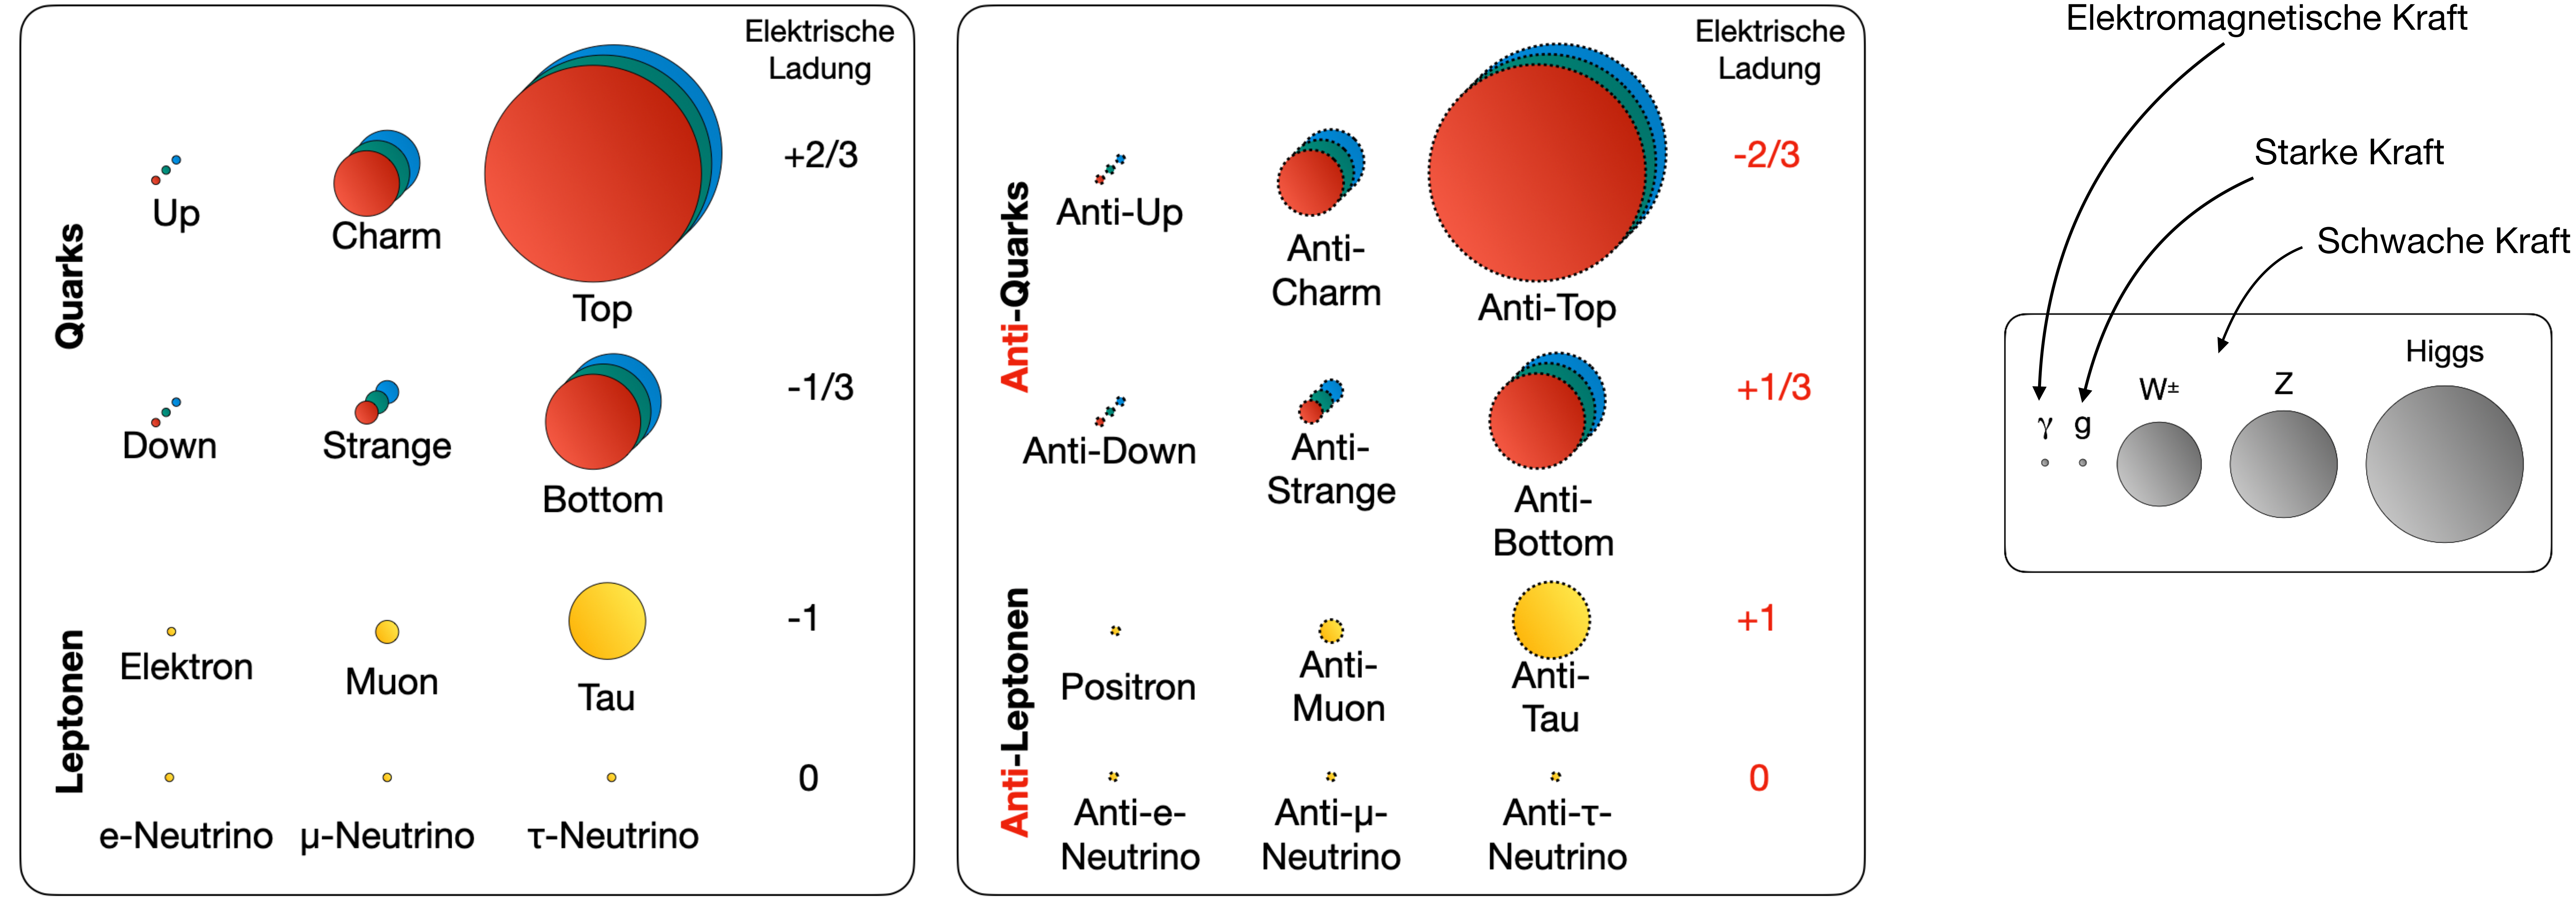 Elektrische
Ladung
Quarks
Up
Charm
Top
+2/3
Down
Strange
Bottom
-1/3
Leptonen
Elektron
Muon
Tau
-1
e-Neutrino
μ-Neutrino
τ-Neutrino
0
Elektrische
Ladung
Anti-Quarks
Anti-Up
Anti-
Charm
Anti-Top
-2/3
Anti-Down
Anti-
Strange
Anti-
Bottom
+1/3
Anti-Leptonen
Positron
Anti-
Muon
Anti-
Tau
+1
Anti-e-
Neutrino
Anti-μ-
Neutrino
Anti-τ-
Neutrino
0
Elektromagnetische Kraft
Starke Kraft
Schwache Kraft
γ
g
W±
Z
Higgs